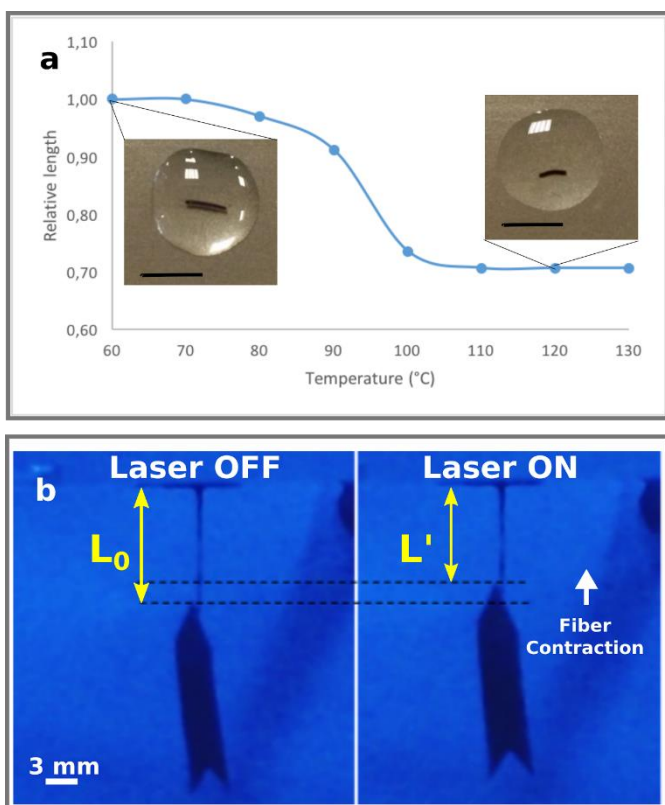 a
1,10
1,00
0,90
0,80
0,70
0,60
Relative length
60 70 80 90 100 110 120 130
Temperature (°C)
b
Laser OFF
Laser ON
L₀
L'
Fiber
Contraction
3 mm